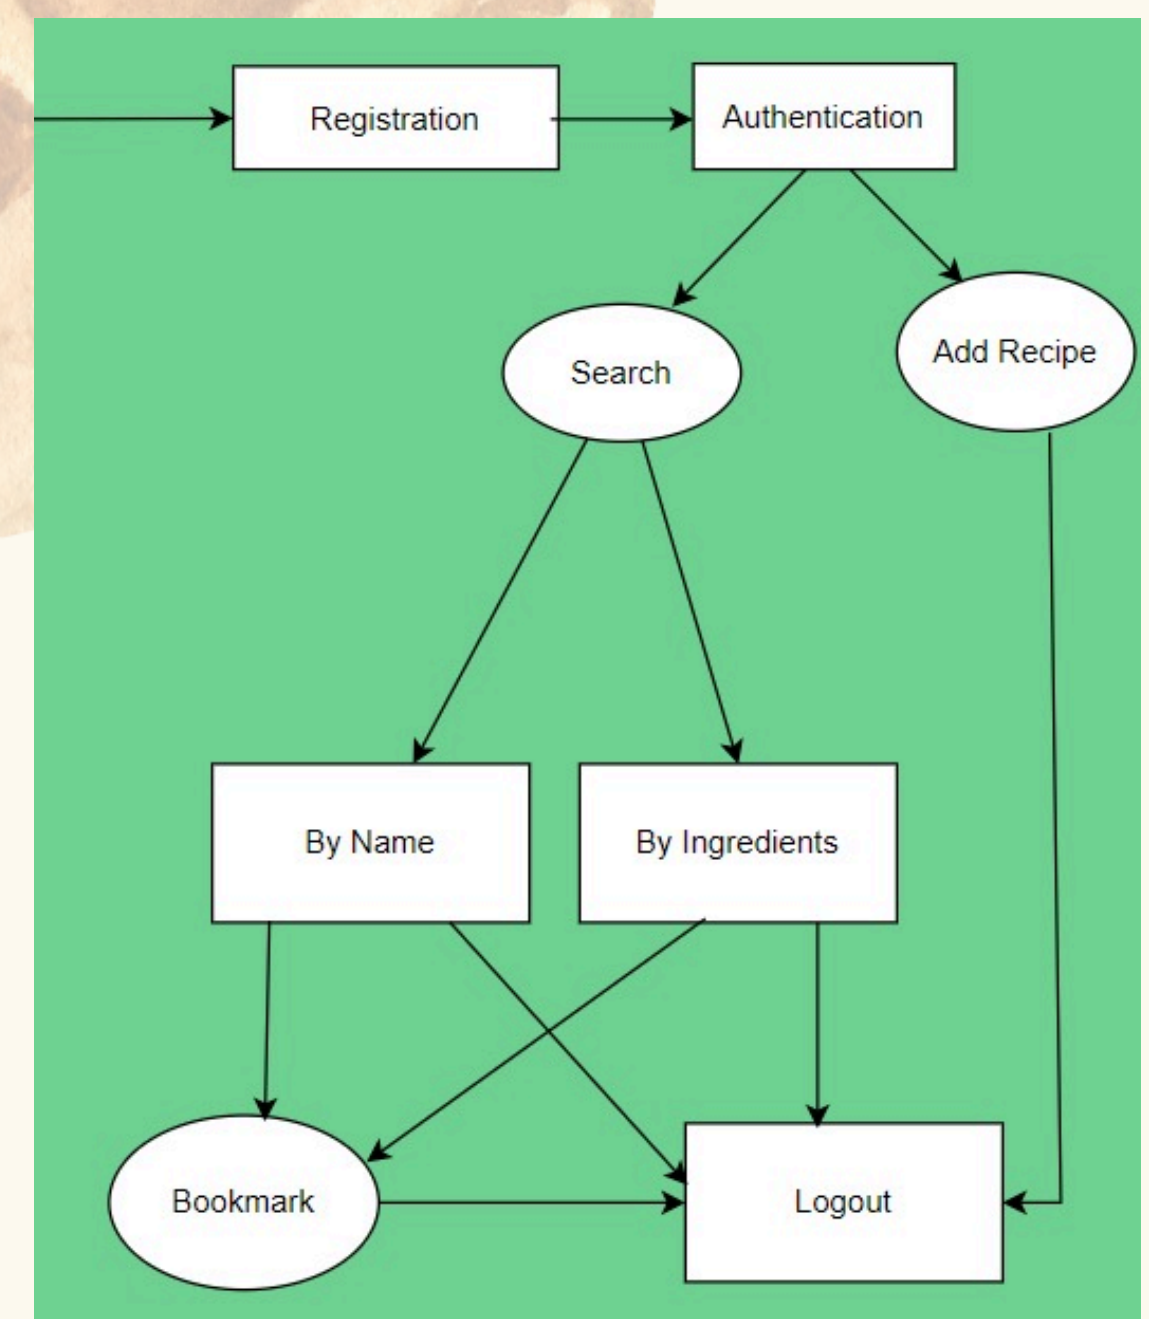 Registration
Authentication
Search
Add Recipe
By Name
By Ingredients
Bookmark
Logout